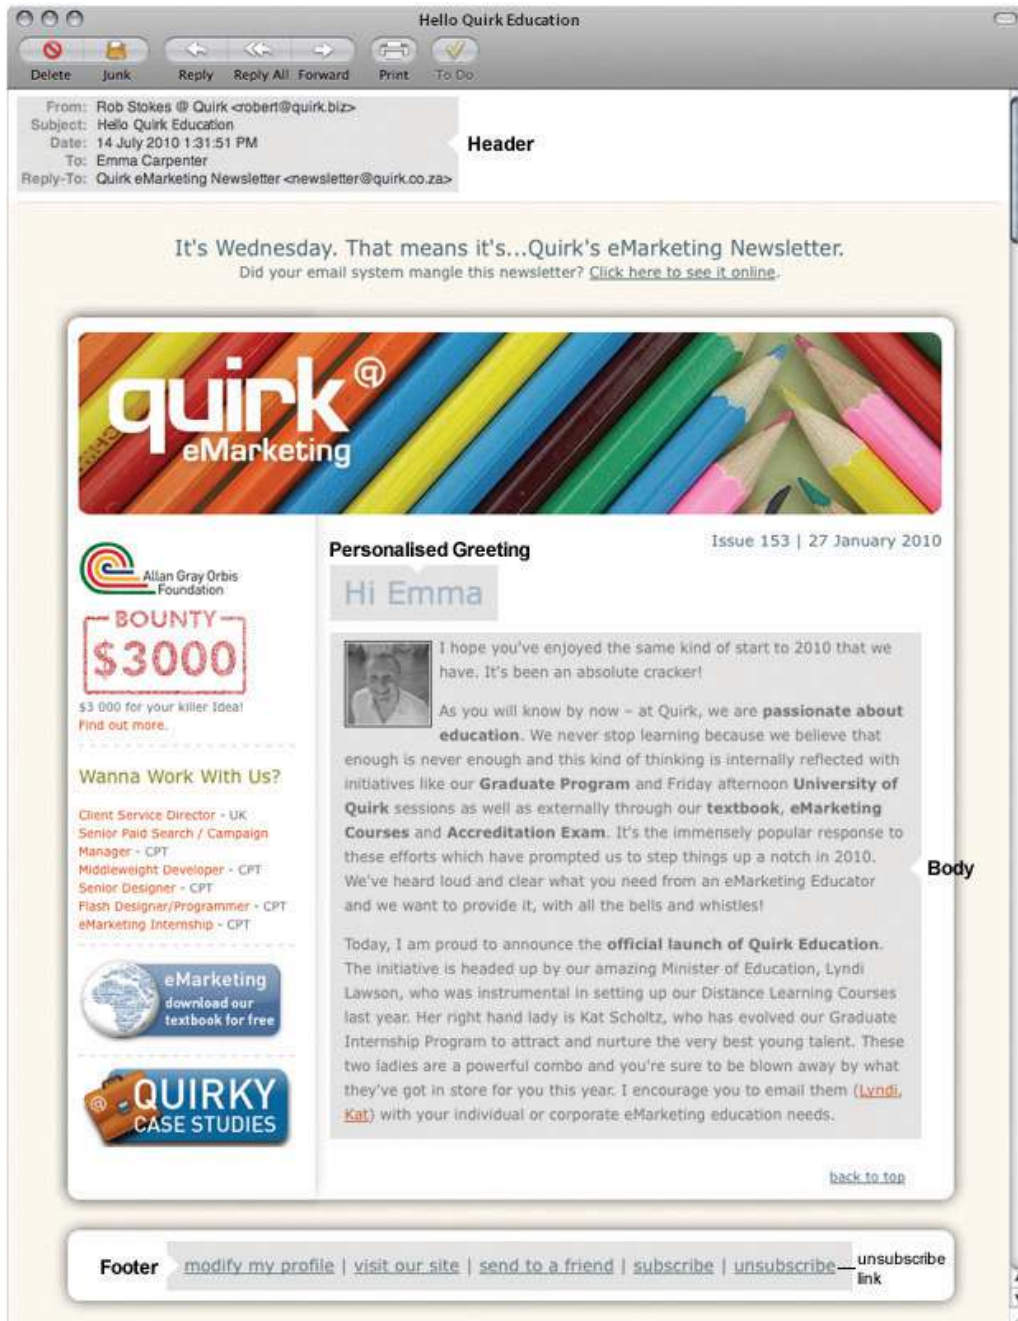 Hello Quirk Education
Delete Junk Reply Reply All Forward Print To Do
From: Rob Stokes @ Quirk <robert@quirk.biz>
Subject: Hello Quirk Education
Date: 14 July 2010 1:31:51 PM
To: Emma Carpenter
Reply-To: Quirk eMarketing Newsletter <newsletter@quirk.co.za>
Header
It's Wednesday. That means it's...Quirk's eMarketing Newsletter.
Did your email system mangle this newsletter? Click here to see it online.
quirk@
eMarketing
Allan Gray Orbis
Foundation
BOUNTY
$3000
$3 000 for your killer Idea!
Find out more.
Wanna Work With Us?
Client Service Director - UK
Senior Paid Search / Campaign
Manager - CPT
Middleweight Developer - CPT
Senior Designer - CPT
Flash Designer/Programmer - CPT
eMarketing Internship - CPT
eMarketing
download our
textbook for free
@ QUIRKY
CASE STUDIES
Personalised Greeting
Issue 153 | 27 January 2010
Hi Emma
I hope you've enjoyed the same kind of start to 2010 that we
have. It's been an absolute cracker!
As you will know by now – at Quirk, we are passionate about
education. We never stop learning because we believe that
enough is never enough and this kind of thinking is internally reflected with
initiatives like our Graduate Program and Friday afternoon University of
Quirk sessions as well as externally through our textbook, eMarketing
Courses and Accreditation Exam. It's the immensely popular response to
these efforts which have prompted us to step things up a notch in 2010.
We've heard loud and clear what you need from an eMarketing Educator
and we want to provide it, with all the bells and whistles!
Body
Today, I am proud to announce the official launch of Quirk Education.
The initiative is headed up by our amazing Minister of Education, Lyndi
Lawson, who was instrumental in setting up our Distance Learning Courses
last year. Her right hand lady is Kat Scholtz, who has evolved our Graduate
Internship Program to attract and nurture the very best young talent. These
two ladies are a powerful combo and you're sure to be blown away by what
they've got in store for you this year. I encourage you to email them (Lyndi,
Kat) with your individual or corporate eMarketing education needs.
back to top
Footer
modify my profile | visit our site | send to a friend | subscribe | unsubscribe
unsubscribe
link